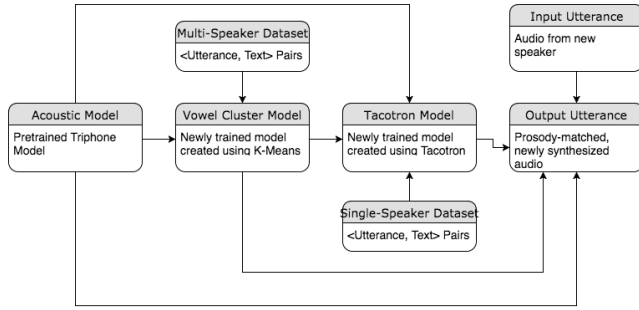 Multi-Speaker Dataset
<Utterance, Text> Pairs
Input Utterance
Audio from new
speaker
Acoustic Model
Pretrained Triphone
Model
Vowel Cluster Model
Newly trained model
created using K-Means
Tacotron Model
Newly trained model
created using Tacotron
Output Utterance
Prosody-matched,
newly synthesized
audio
Single-Speaker Dataset
<Utterance, Text> Pairs